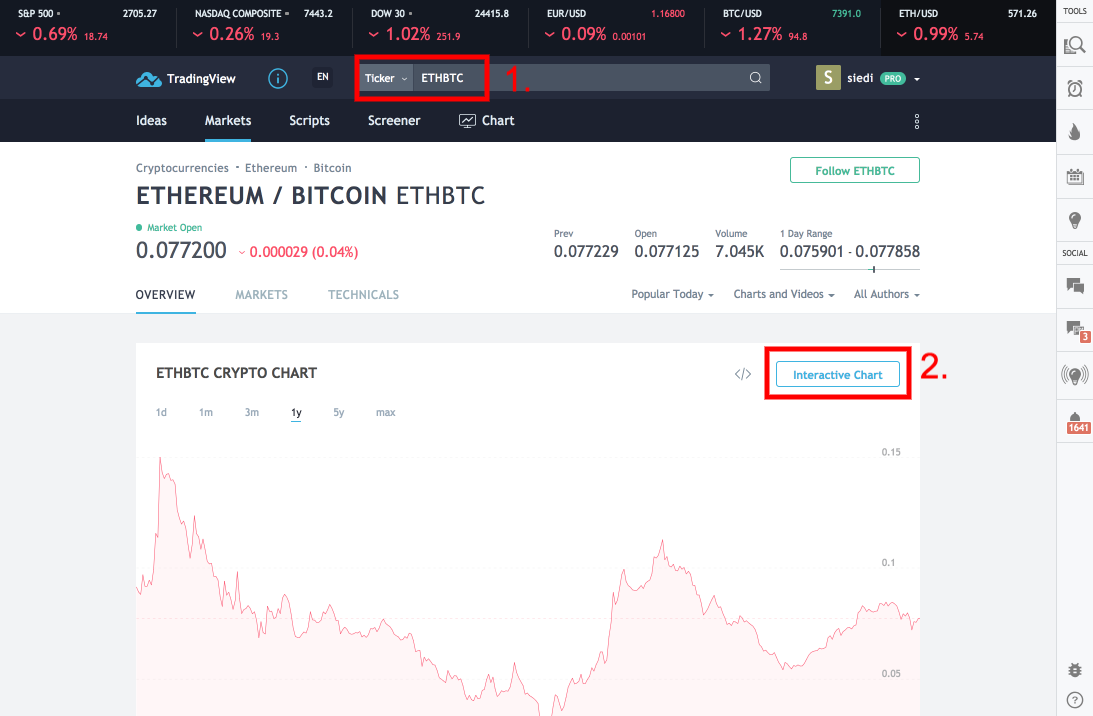 S&P 500 2705.27 NASDAQ COMPOSITE 7443.2 DOW 30 24415.8 EUR/USD 1.16800 BTC/USD 7391.0 ETH/USD 571.26 TOOLS
0.69% 18.74 0.26% 19.3 1.02% 251.9 0.09% 0.00101 1.27% 94.8 0.99% 5.74
TradingView i EN Ticker ETHBTC 1. S siedi PRO
Ideas Markets Scripts Screener Chart
Cryptocurrencies Ethereum Bitcoin
ETHEREUM / BITCOIN ETHBTC Follow ETHBTC
Market Open Prev Open Volume 1 Day Range SOCIAL
0.077200 0.000029 (0.04%) 0.077229 0.077125 7.045K 0.075901 - 0.077858
OVERVIEW MARKETS TECHNICALS Popular Today Charts and Videos All Authors
3
ETHBTC CRYPTO CHART </> Interactive Chart 2.
1d 1m 3m 1y 5y max
1641
0.15
0.1
0.05
?